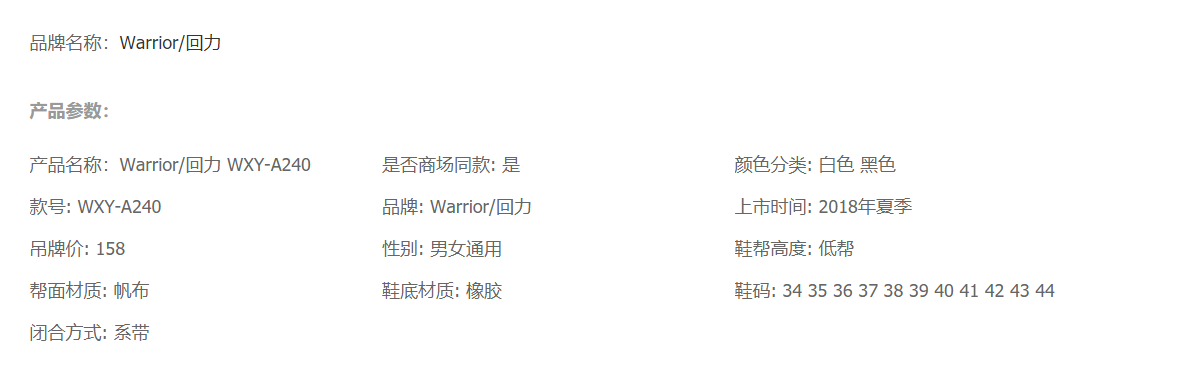 品牌名称：Warrior/回力
产品参数：
产品名称：Warrior/回力 WXY-A240 是否商场同款: 是 颜色分类: 白色 黑色
款号: WXY-A240 品牌: Warrior/回力 上市时间: 2018年夏季
吊牌价: 158 性别: 男女通用 鞋帮高度: 低帮
帮面材质: 帆布 鞋底材质: 橡胶 鞋码: 34 35 36 37 38 39 40 41 42 43 44
闭合方式: 系带